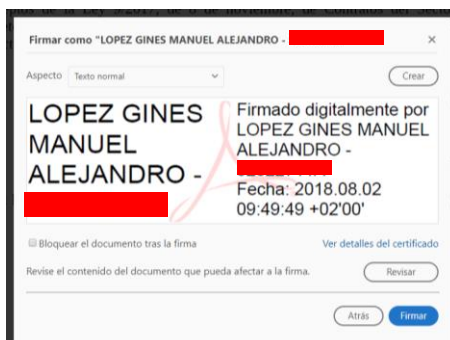 Firmar como "LOPEZ GINES MANUEL ALEJANDRO -
Aspecto Texto normal Crear
LOPEZ GINES
MANUEL
ALEJANDRO -
Firmado digitalmente por
LOPEZ GINES MANUEL
ALEJANDRO -
Fecha: 2018.08.02
09:49:49 +02'00'
Bloquear el documento tras la firma Ver detalles del certificado
Revise el contenido del documento que pueda afectar a la firma. Revisar
Atrás Firmar